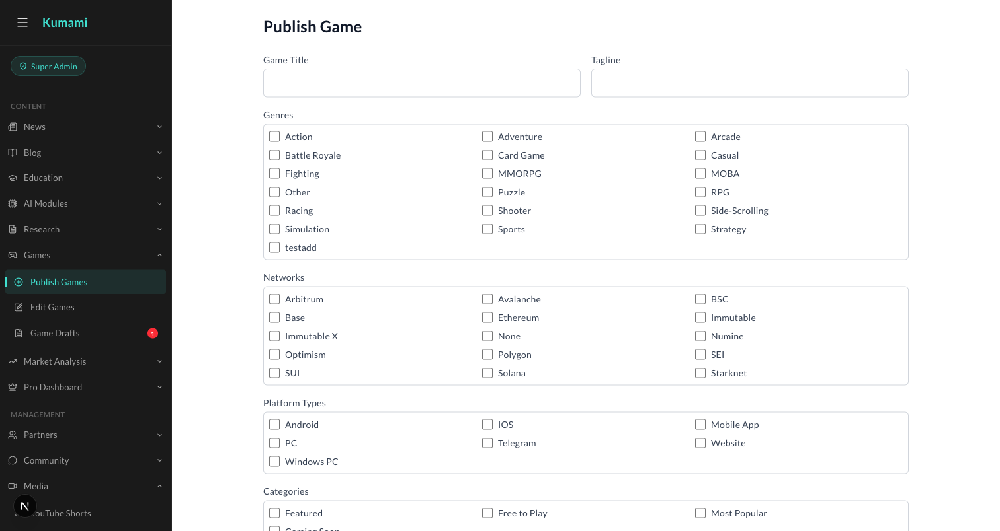 Kumami
Super Admin
CONTENT
News
Blog
Education
AI Modules
Research
Games
Publish Games
Edit Games
Game Drafts 1
Market Analysis
Pro Dashboard
MANAGEMENT
Partners
Community
Media
N
YouTube Shorts
Publish Game
Game Title Tagline
Genres
Action Adventure Arcade
Battle Royale Card Game Casual
Fighting MMORPG MOBA
Other Puzzle RPG
Racing Shooter Side-Scrolling
Simulation Sports Strategy
testadd
Networks
Arbitrum Avalanche BSC
Base Ethereum Immutable
Immutable X None Numine
Optimism Polygon SEI
SUI Solana Starknet
Platform Types
Android IOS Mobile App
PC Telegram Website
Windows PC
Categories
Featured Free to Play Most Popular
Coming Soon